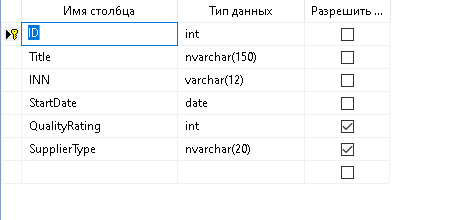 Имя столбца Тип данных Разрешить ...
ID int
Title nvarchar(150)
INN varchar(12)
StartDate date
QualityRating int
SupplierType nvarchar(20)